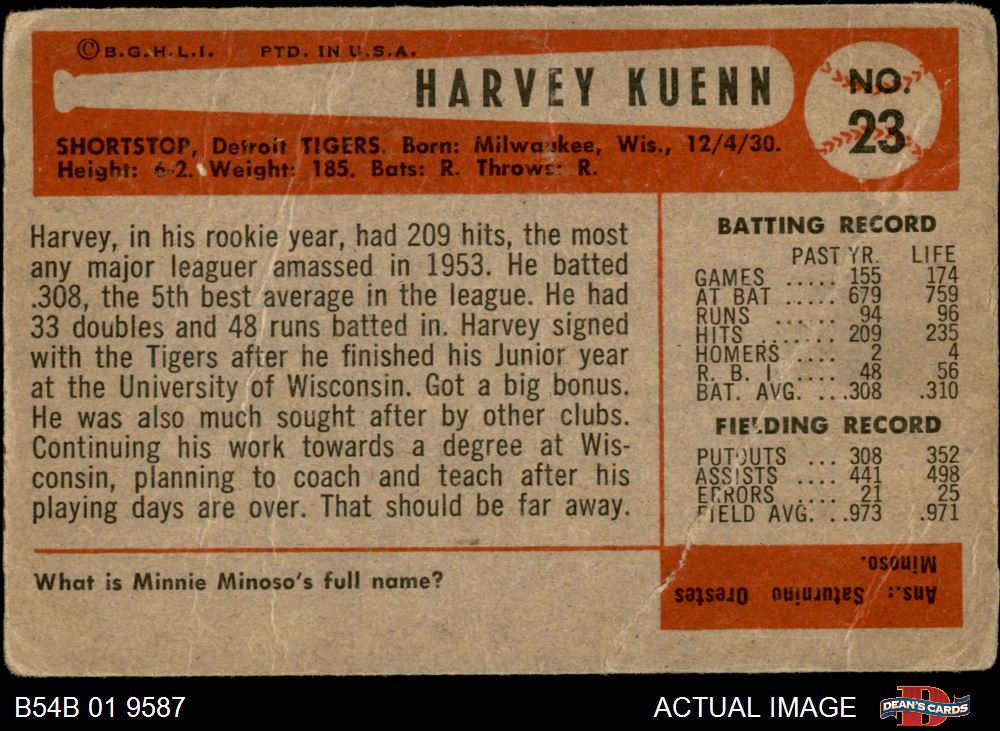 ©B.G.H.L.I. PTD. IN U.S.A.
HARVEY KUENN
NO.
23
SHORTSTOP, Detroit TIGERS. Born: Milwaukee, Wis., 12/4/30.
Height: 6-2. Weight: 185. Bats: R. Throws: R.
Harvey, in his rookie year, had 209 hits, the most
any major leaguer amassed in 1953. He batted
.308, the 5th best average in the league. He had
33 doubles and 48 runs batted in. Harvey signed
with the Tigers after he finished his Junior year
at the University of Wisconsin. Got a big bonus.
He was also much sought after by other clubs.
Continuing his work towards a degree at Wis-
consin, planning to coach and teach after his
playing days are over. That should be far away.
What is Minnie Minoso's full name?
BATTING RECORD
PAST YR. LIFE
GAMES ..... 155 174
AT BAT ..... 679 759
RUNS ...... 94 96
HITS ...... 209 235
HOMERS .... 2 4
R. B. I. .... 48 56
BAT. AVG. ...308 .310
FIELDING RECORD
PUTOUTS ... 308 352
ASSISTS .... 441 498
ERRORS .... 21 25
FIELD AVG. ..973 .971
Ans.: Saturnino Orestes
Minoso.
B54B 01 9587
ACTUAL IMAGE
D
DEAN'S CARDS